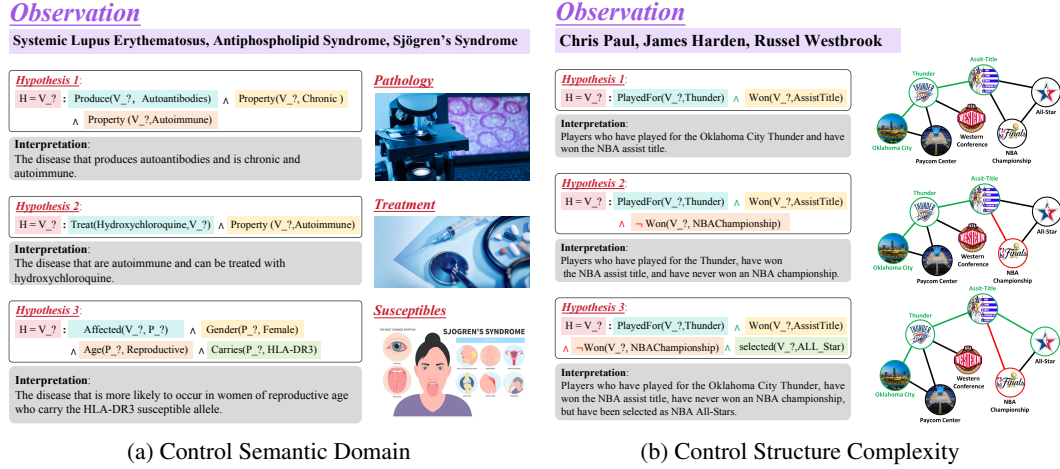 Observation
Systemic Lupus Erythematosus, Antiphospholipid Syndrome, Sjögren's Syndrome
Hypothesis 1:
H = V_? : Produce(V_?, Autoantibodies) ∧ Property(V_?, Chronic )
∧ Property (V_?,Autoimmune)
Interpretation:
The disease that produces autoantibodies and is chronic and
autoimmune.
Pathology
Hypothesis 2:
H = V_? : Treat(Hydroxychloroquine,V_?) ∧ Property (V_?,Autoimmune)
Interpretation:
The disease that are autoimmune and can be treated with
hydroxychloroquine.
Treatment
Hypothesis 3:
H = V_? : Affected(V_?, P_?) ∧ Gender(P_?, Female)
∧ Age(P_?, Reproductive) ∧ Carries(P_?, HLA-DR3)
Interpretation:
The disease that is more likely to occur in women of reproductive age
who carry the HLA-DR3 susceptible allele.
Susceptibles
SJOGREN'S SYNDROME
(a) Control Semantic Domain
Observation
Chris Paul, James Harden, Russel Westbrook
Hypothesis 1:
H = V_? : PlayedFor(V_?,Thunder) ∧ Won(V_?,AssistTitle)
Interpretation:
Players who have played for the Oklahoma City Thunder and have
won the NBA assist title.
Assit-Title
Thunder
All-Star
Western
Conference
Finals
NBA
Championship
Oklahoma City
Paycom Center
Hypothesis 2:
H = V_? : PlayedFor(V_?,Thunder) ∧ Won(V_?,AssistTitle)
∧ ¬ Won(V_?, NBAChampionship)
Interpretation:
Players who have played for the Thunder, have won
the NBA assist title, and have never won an NBA championship.
Assit-Title
Thunder
All-Star
Western
Conference
Finals
NBA
Championship
Oklahoma City
Paycom Center
Hypothesis 3:
H = V_? : PlayedFor(V_?,Thunder) ∧ Won(V_?,AssistTitle)
∧ ¬Won(V_?, NBAChampionship) ∧ selected(V_?,ALL_Star)
Interpretation:
Players who have played for the Oklahoma City Thunder, have
won the NBA assist title, have never won an NBA championship,
but have been selected as NBA All-Stars.
Assit-Title
Thunder
All-Star
Western
Conference
Finals
NBA
Championship
Oklahoma City
Paycom Center
(b) Control Structure Complexity